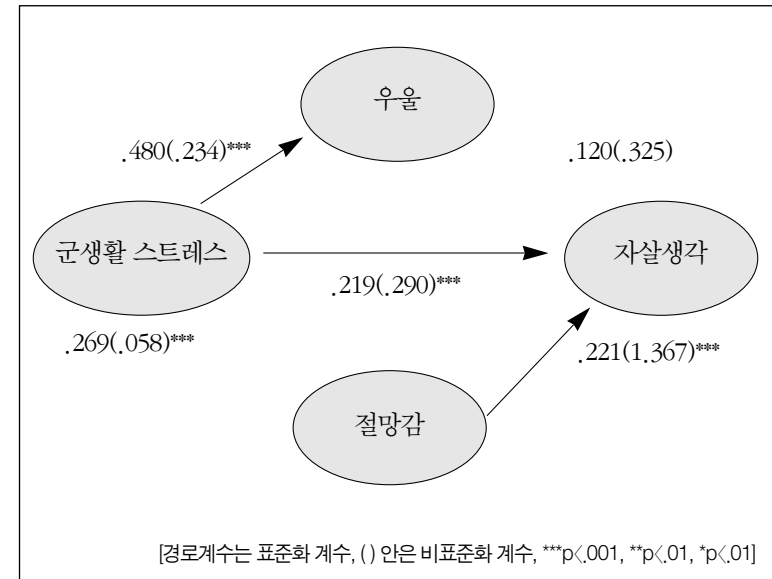 우울
.480(.234)***
.120(.325)
군생활 스트레스
자살생각
.219(.290)***
.269(.058)***
.221(1.367)***
절망감
[경로계수는 표준화 계수, ( ) 안은 비표준화 계수, ***p<.001, **p<.01, *p<.01]